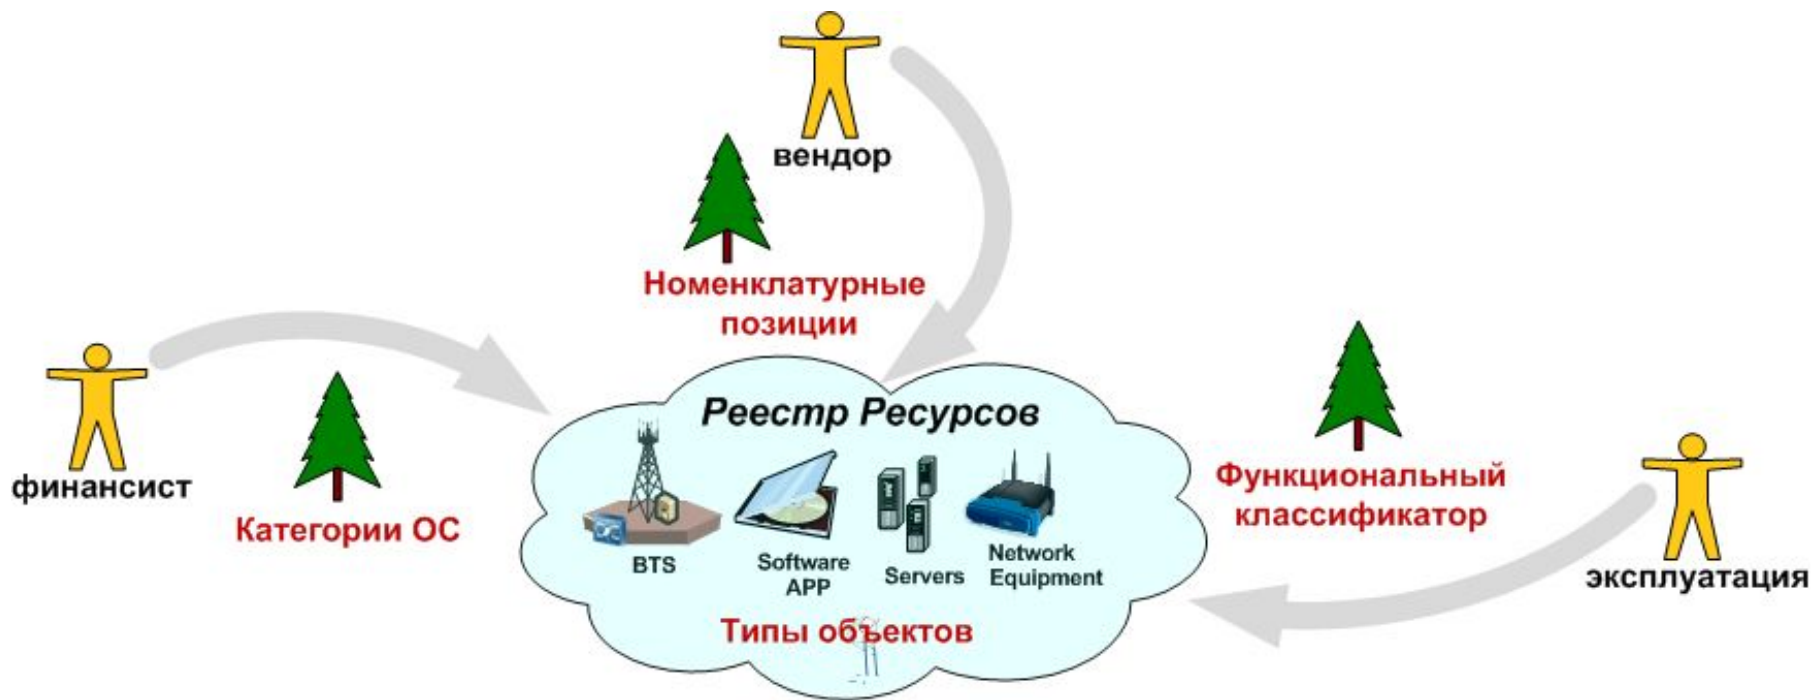 вендор
Номенклатурные
позиции
финансист
Категории ОС
Реестр Ресурсов
BTS
Software
APP
Servers
Network
Equipment
Типы объектов
Функциональный
классификатор
эксплуатация